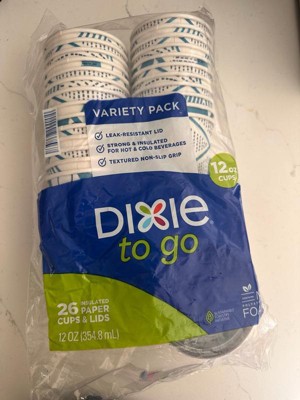 VARIETY PACK
LEAK-RESISTANT LID
STRONG & INSULATED
FOR HOT & COLD BEVERAGES
TEXTURED NON-SLIP GRIP
12 OZ
CUPS
DIXIE
to go
26 INSULATED
PAPER
CUPS & LIDS
12 OZ (354.8 mL)
FO